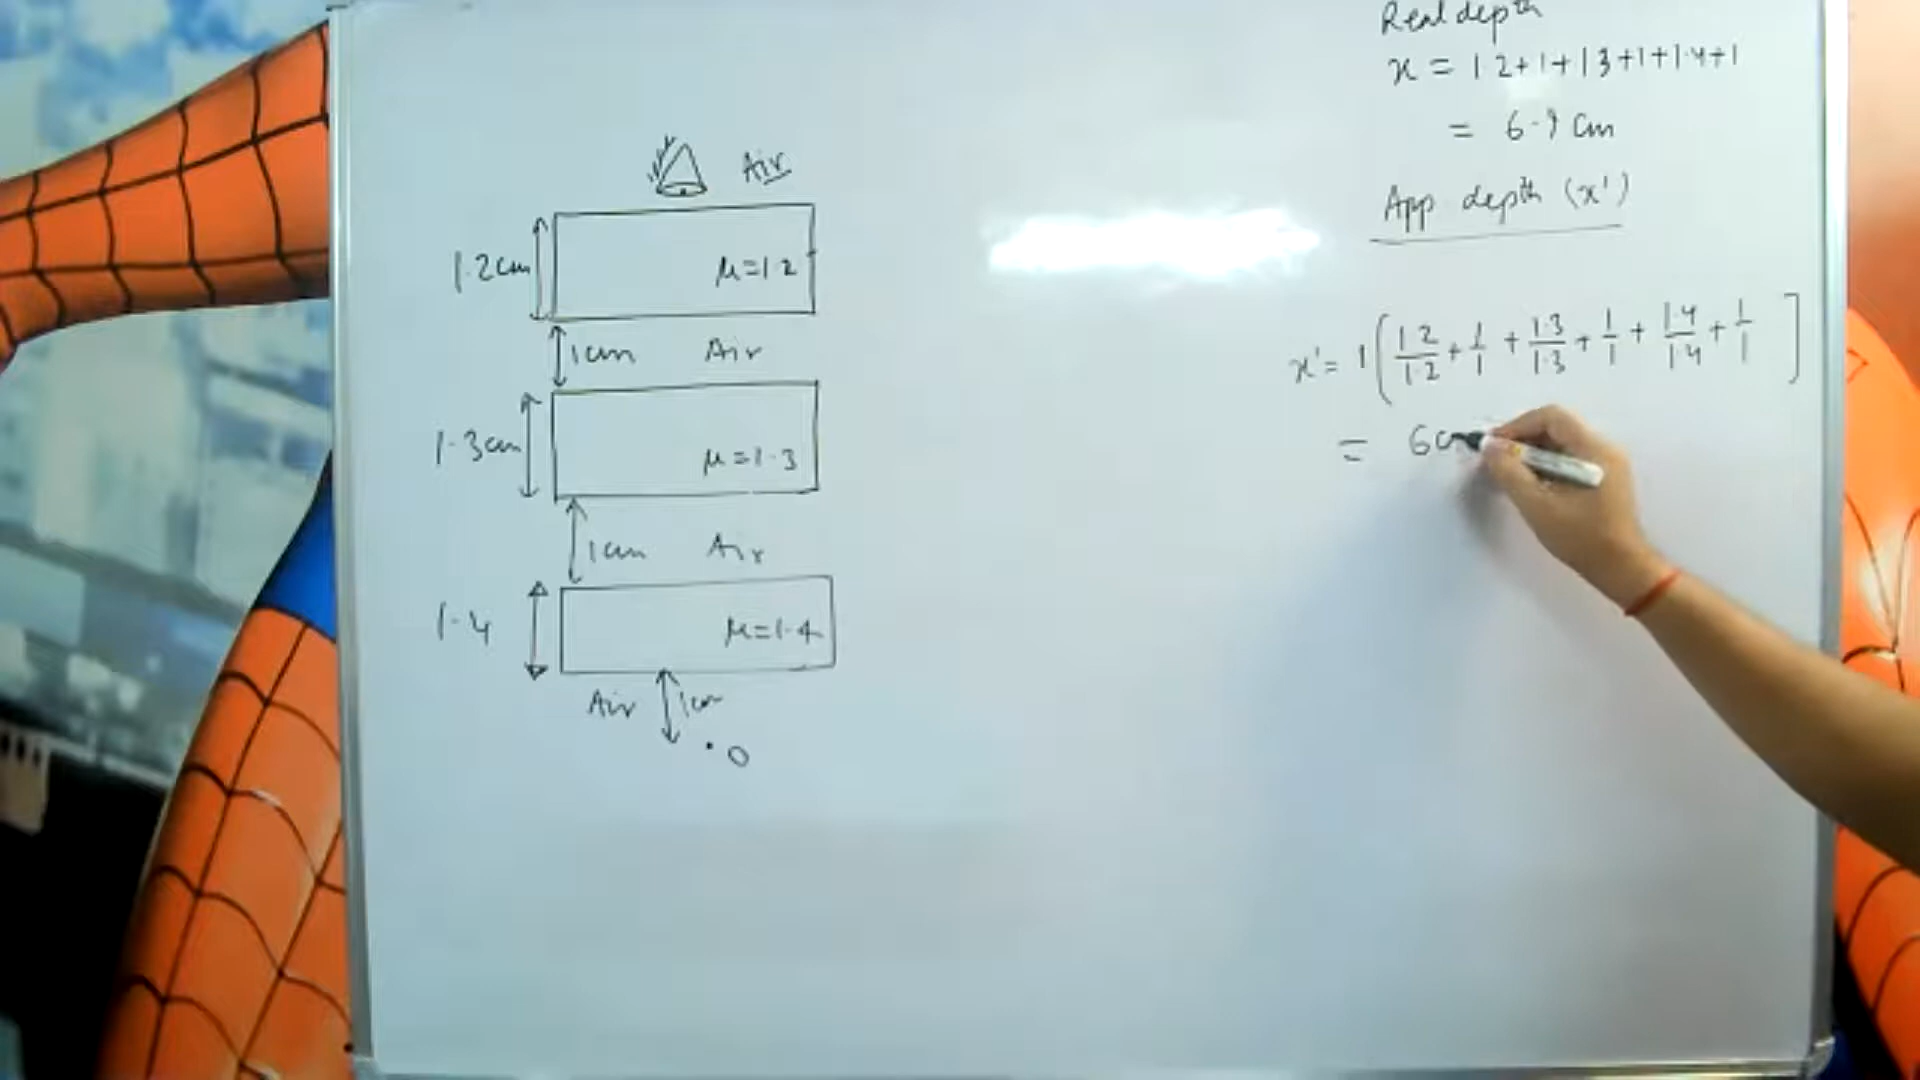 Real depth
x = 1.2+1+1.3+1+1.4+1
= 6.9 cm
App depth (x')
x' = 1 [ 1.2/1.2 + 1/1 + 1.3/1.3 + 1/1 + 1.4/1.4 + 1/1 ]
= 6c
Air
1.2cm
μ=1.2
1cm Air
1.3cm
μ=1.3
1cm Air
1.4
μ=1.4
Air 1cm
O